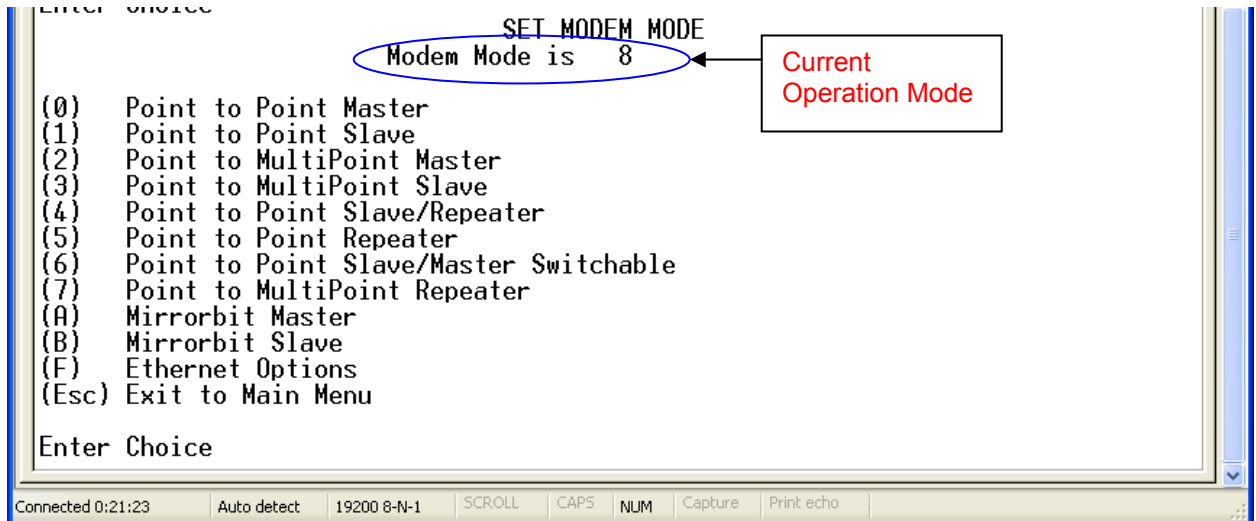 Enter Choice
SET MODEM MODE
Modem Mode is 8
Current
Operation Mode
(0) Point to Point Master
(1) Point to Point Slave
(2) Point to MultiPoint Master
(3) Point to MultiPoint Slave
(4) Point to Point Slave/Repeater
(5) Point to Point Repeater
(6) Point to Point Slave/Master Switchable
(7) Point to MultiPoint Repeater
(A) Mirrorbit Master
(B) Mirrorbit Slave
(F) Ethernet Options
(Esc) Exit to Main Menu
Enter Choice
Connected 0:21:23 Auto detect 19200 8-N-1 SCROLL CAPS NUM Capture Print echo